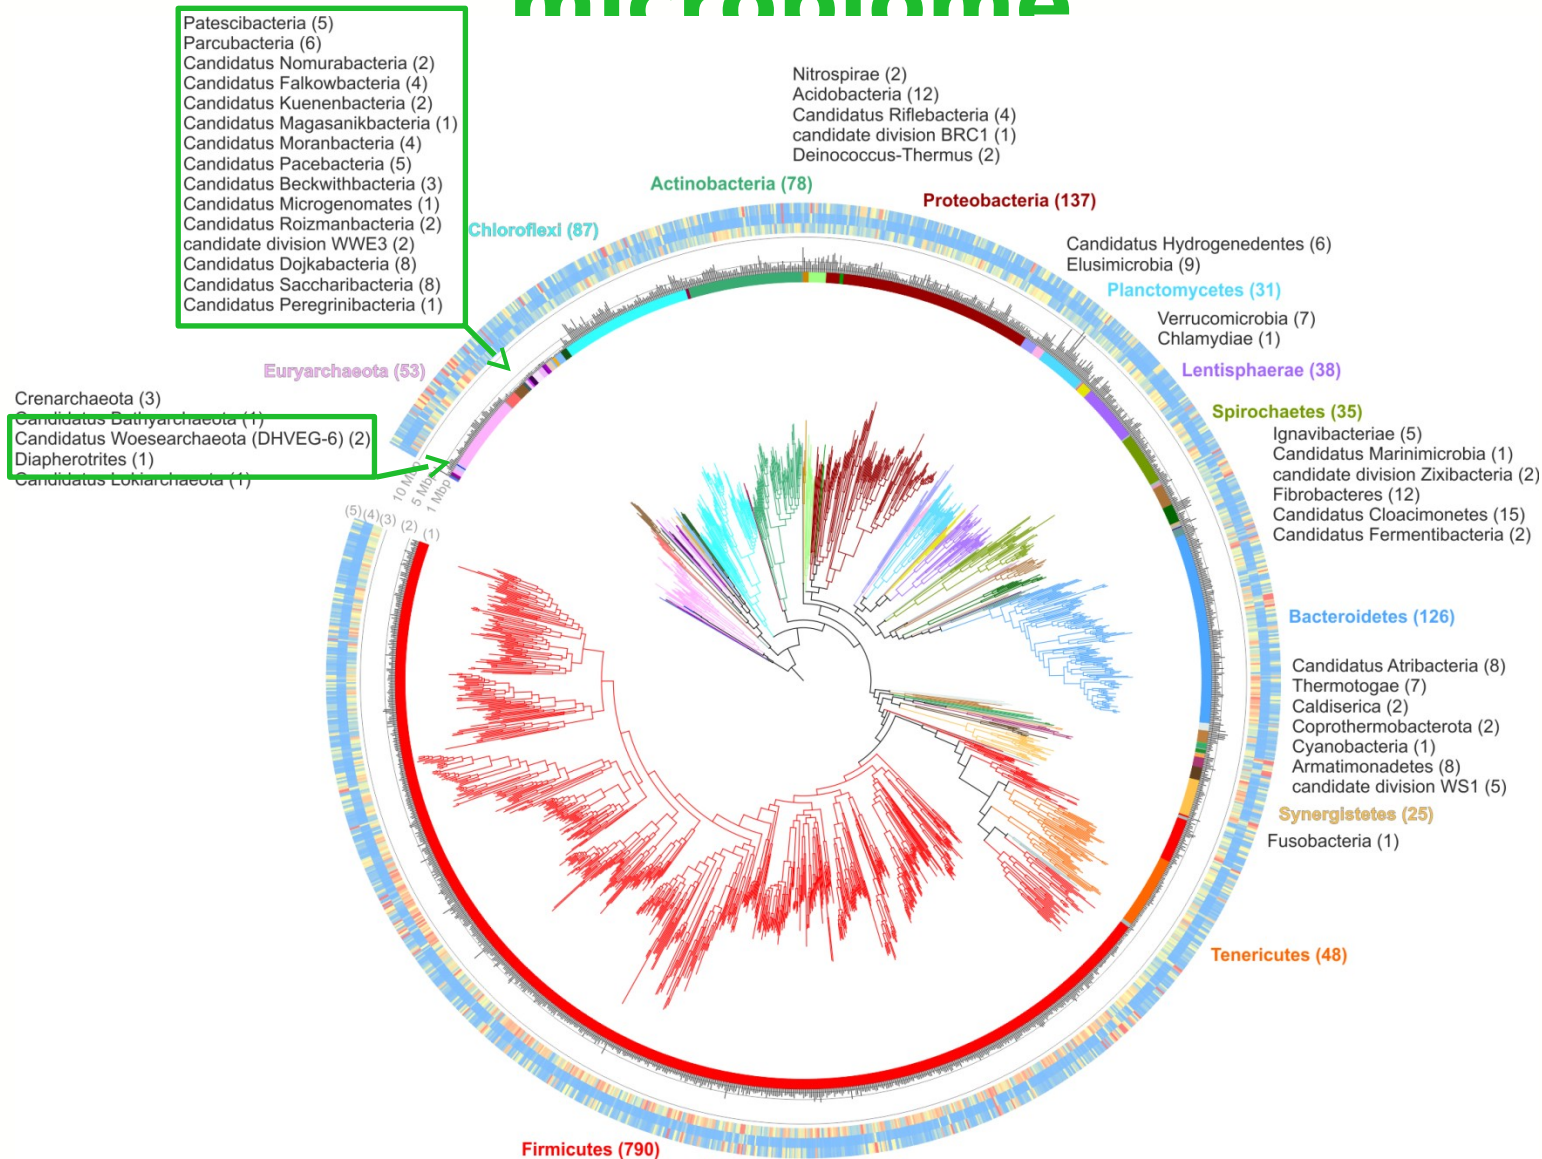 microbiome
Patescibacteria (5)
Parcubacteria (6)
Candidatus Nomurabacteria (2)
Candidatus Falkowbacteria (4)
Candidatus Kuenenbacteria (2)
Candidatus Magasanikbacteria (1)
Candidatus Moranbacteria (4)
Candidatus Pacebacteria (5)
Candidatus Beckwithbacteria (3)
Candidatus Microgenomates (1)
Candidatus Roizmanbacteria (2)
candidate division WWE3 (2)
Candidatus Dojkabacteria (8)
Candidatus Saccharibacteria (8)
Candidatus Peregrinibacteria (1)
Nitrospirae (2)
Acidobacteria (12)
Candidatus Riflebacteria (4)
candidate division BRC1 (1)
Deinococcus-Thermus (2)
Actinobacteria (78)
Proteobacteria (137)
Chloroflexi (87)
Candidatus Hydrogenedentes (6)
Elusimicrobia (9)
Planctomycetes (31)
Verrucomicrobia (7)
Chlamydiae (1)
Euryarchaeota (53)
Lentisphaerae (38)
Crenarchaeota (3)
Candidatus Bathyarchaeota (1)
Candidatus Woesearchaeota (DHVEG-6) (2)
Diapherotrites (1)
Candidatus Lokiarchaeota (1)
Spirochaetes (35)
Ignavibacteriae (5)
Candidatus Marinimicrobia (1)
candidate division Zixibacteria (2)
Fibrobacteres (12)
Candidatus Cloacimonetes (15)
Candidatus Fermentibacteria (2)
10 Mbp
5 Mbp
1 Mbp
(5) (4) (3) (2) (1)
Bacteroidetes (126)
Candidatus Atribacteria (8)
Thermotogae (7)
Caldiserica (2)
Coprothermobacterota (2)
Cyanobacteria (1)
Armatimonadetes (8)
candidate division WS1 (5)
Synergistetes (25)
Fusobacteria (1)
Tenericutes (48)
Firmicutes (790)